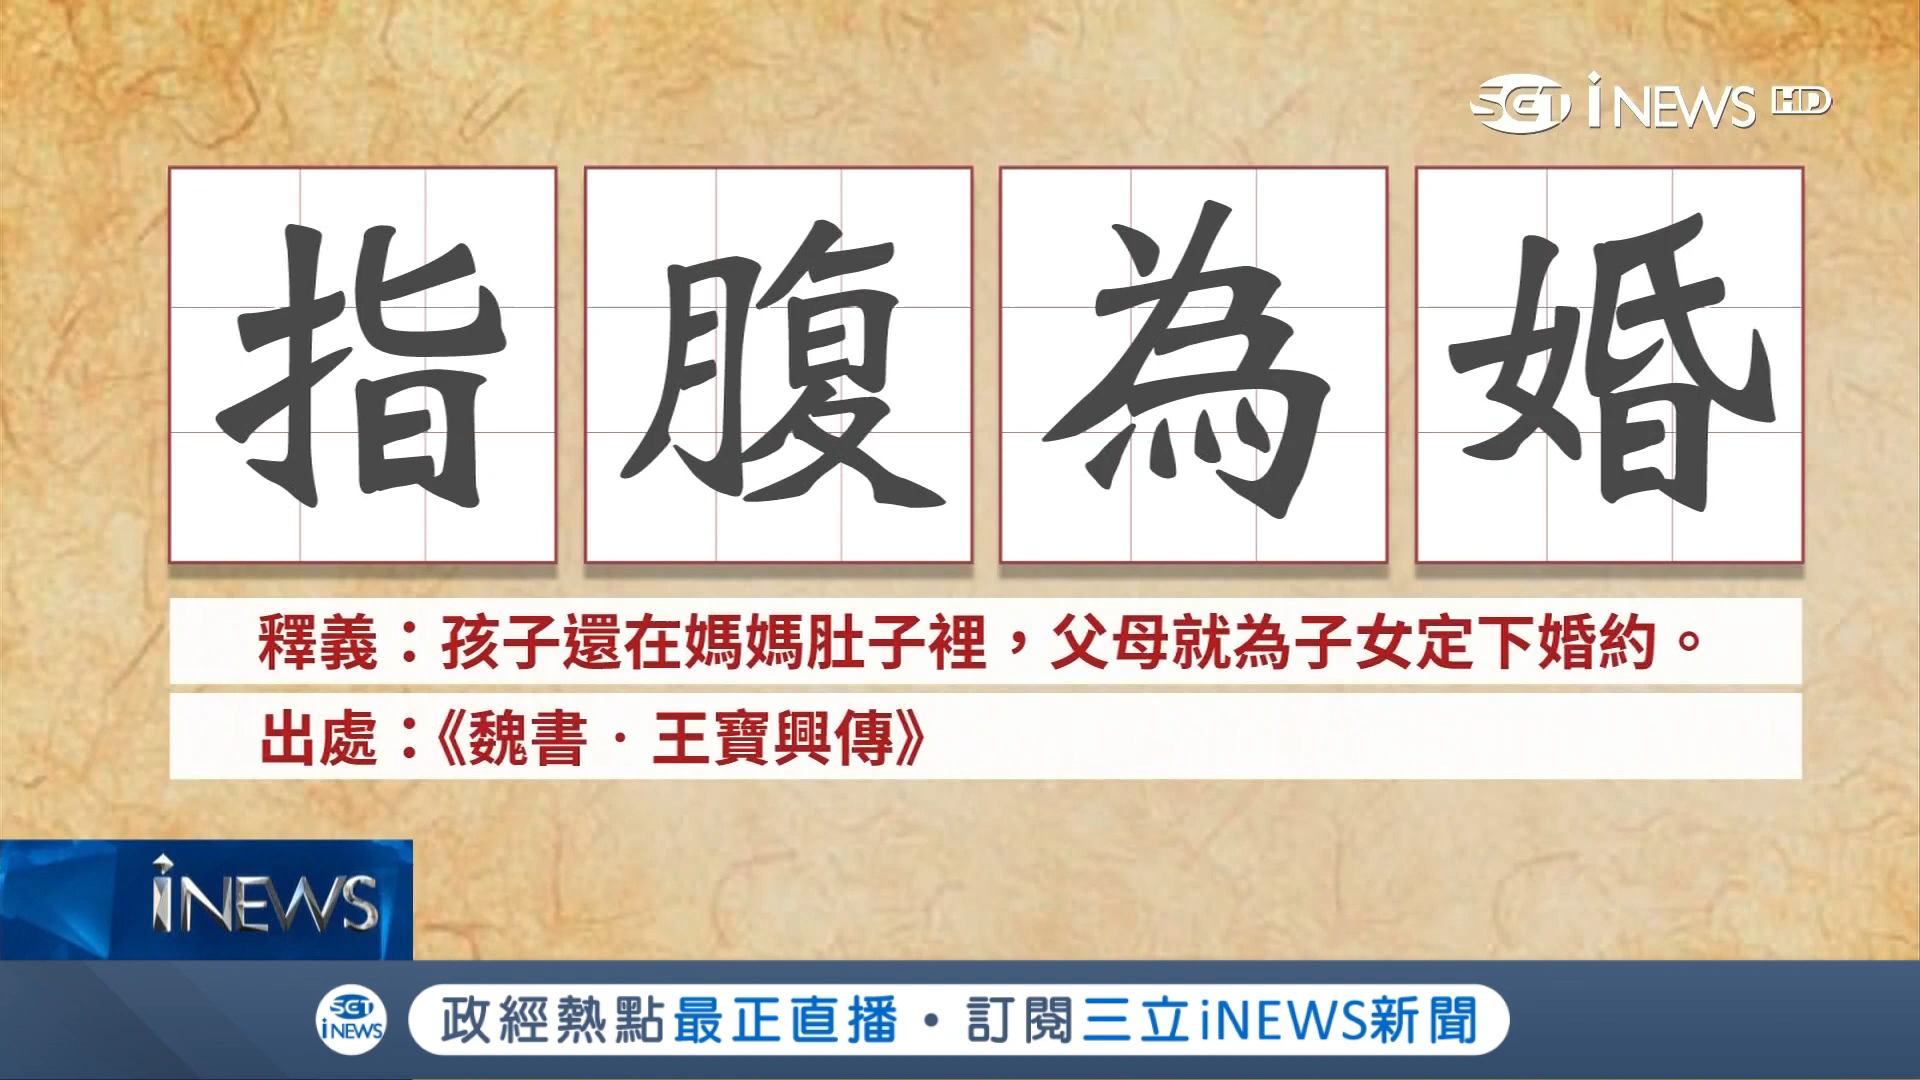 SET iNEWS HD
指腹為婚
釋義：孩子還在媽媽肚子裡，父母就為子女定下婚約。
出處：《魏書．王寶興傳》
iNEWS
SET iNEWS
政經熱點最正直播・訂閱三立iNEWS新聞